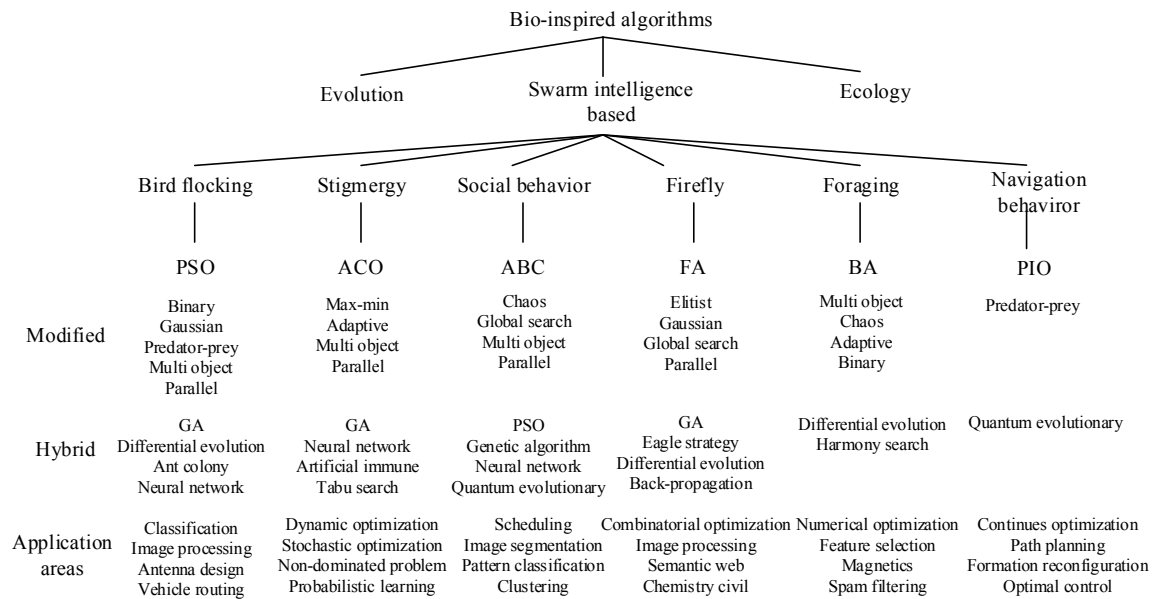 Bio-inspired algorithms
Evolution
Swarm intelligence
based
Ecology
Bird flocking
Stigmergy
Social behavior
Firefly
Foraging
Navigation
behaviror
PSO
ACO
ABC
FA
BA
PIO
Modified
Binary
Gaussian
Predator-prey
Multi object
Parallel
Max-min
Adaptive
Multi object
Parallel
Chaos
Global search
Multi object
Parallel
Elitist
Gaussian
Global search
Parallel
Multi object
Chaos
Adaptive
Binary
Predator-prey
Hybrid
GA
Differential evolution
Ant colony
Neural network
GA
Neural network
Artificial immune
Tabu search
PSO
Genetic algorithm
Neural network
Quantum evolutionary
GA
Eagle strategy
Differential evolution
Back-propagation
Differential evolution
Harmony search
Quantum evolutionary
Application
areas
Classification
Image processing
Antenna design
Vehicle routing
Dynamic optimization
Stochastic optimization
Non-dominated problem
Probabilistic learning
Scheduling
Image segmentation
Pattern classification
Clustering
Combinatorial optimization
Image processing
Semantic web
Chemistry civil
Numerical optimization
Feature selection
Magnetics
Spam filtering
Continues optimization
Path planning
Formation reconfiguration
Optimal control